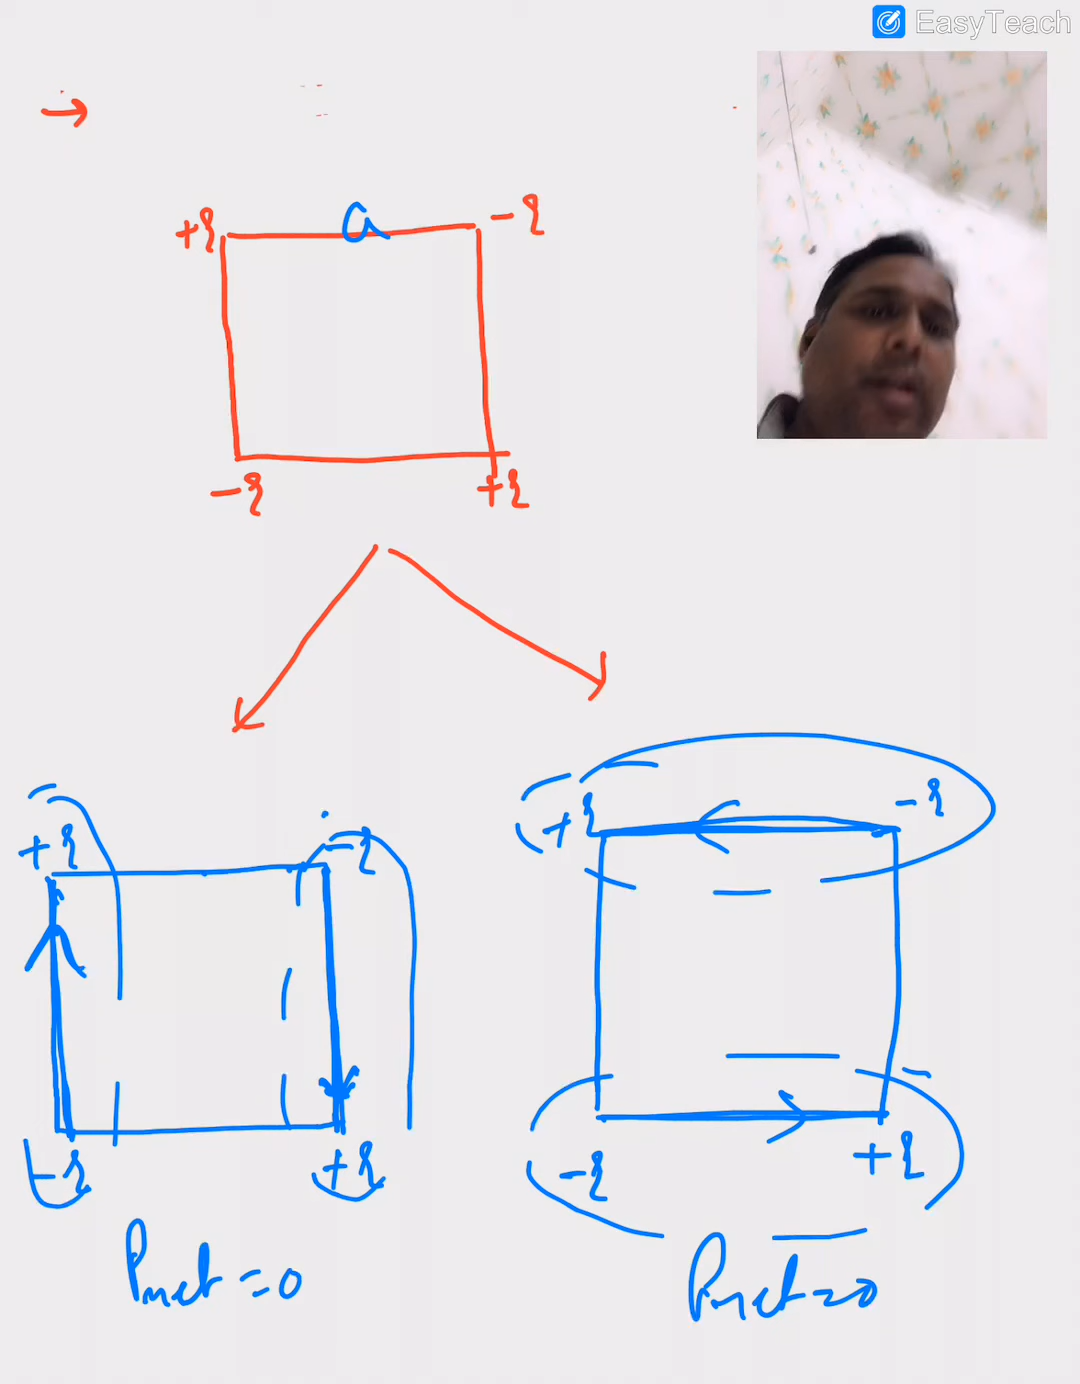 EasyTeach
+q a -q
-q +q
+q -q
-q +q
+q -q
-q +q
Pnet = 0
Pnet = 0